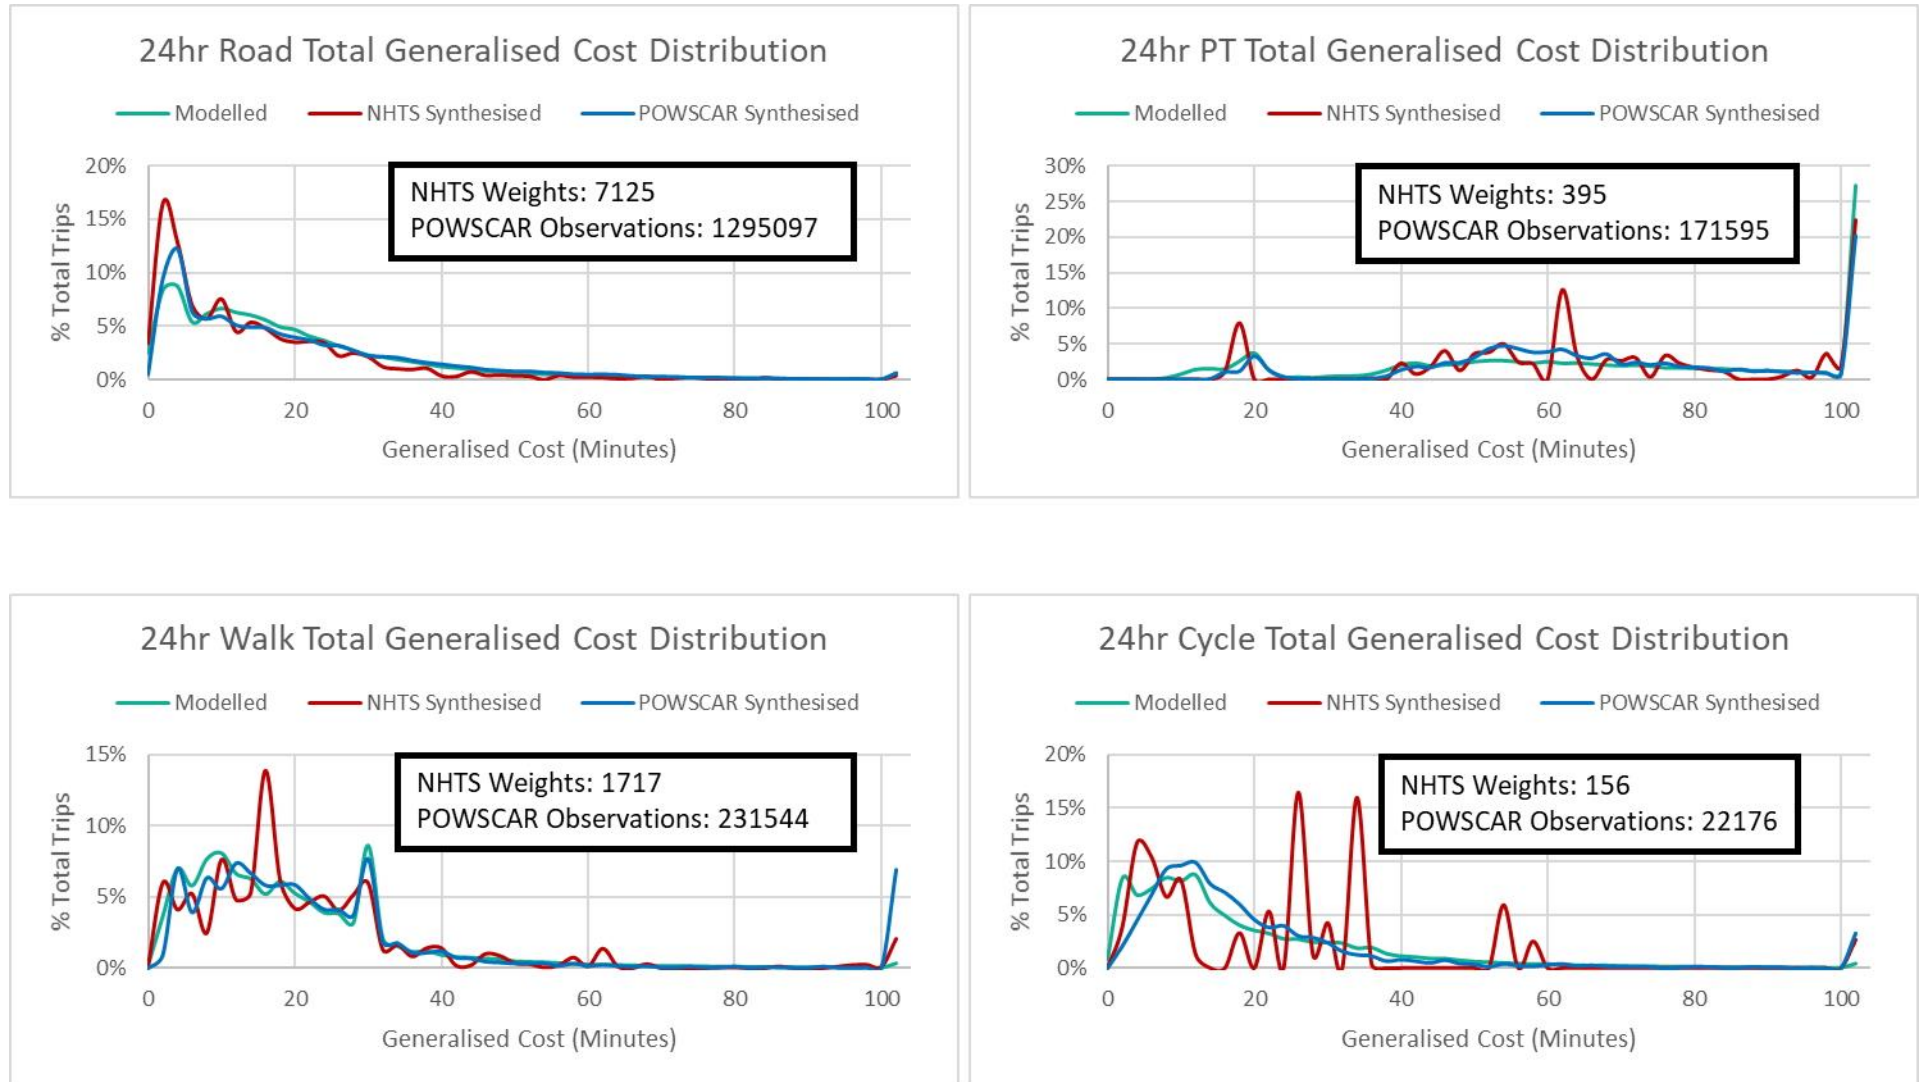 24hr Road Total Generalised Cost Distribution
Modelled NHTS Synthesised POWSCAR Synthesised
% Total Trips
20%
15%
10%
5%
0%
NHTS Weights: 7125
POWSCAR Observations: 1295097
0 20 40 60 80 100
Generalised Cost (Minutes)
24hr PT Total Generalised Cost Distribution
Modelled NHTS Synthesised POWSCAR Synthesised
% Total Trips
30%
25%
20%
15%
10%
5%
0%
NHTS Weights: 395
POWSCAR Observations: 171595
0 20 40 60 80 100
Generalised Cost (Minutes)
24hr Walk Total Generalised Cost Distribution
Modelled NHTS Synthesised POWSCAR Synthesised
% Total Trips
15%
10%
5%
0%
NHTS Weights: 1717
POWSCAR Observations: 231544
0 20 40 60 80 100
Generalised Cost (Minutes)
24hr Cycle Total Generalised Cost Distribution
Modelled NHTS Synthesised POWSCAR Synthesised
% Total Trips
20%
15%
10%
5%
0%
NHTS Weights: 156
POWSCAR Observations: 22176
0 20 40 60 80 100
Generalised Cost (Minutes)